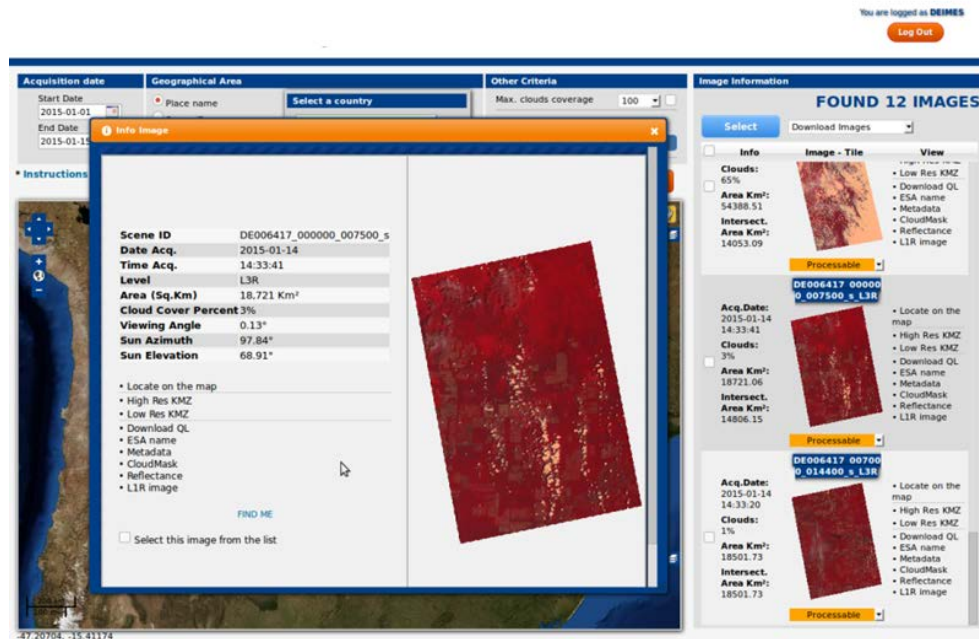 You are logged as DEIMES
Log Out
Acquisition date
Start Date
2015-01-01
End Date
2015-01-15
Geographical Area
Place name
Select a country
Other Criteria
Max. clouds coverage 100
* Instructions
Info Image
Scene ID DE006417_000000_007500_s
Date Acq. 2015-01-14
Time Acq. 14:33:41
Level L3R
Area (Sq.Km) 18,721 Km²
Cloud Cover Percent 3%
Viewing Angle 0.13°
Sun Azimuth 97.84°
Sun Elevation 68.91°
• Locate on the map
• High Res KMZ
• Low Res KMZ
• Download QL
• ESA name
• Metadata
• CloudMask
• Reflectance
• L1R image
FIND ME
Select this image from the list
-47.20704, -15.41174
Image Information
FOUND 12 IMAGES
Select
Download Images
Info Image - Tile View
Clouds:
65%
Area Km²:
54388.51
Intersect.
Area Km²:
14053.09
• Low Res KMZ
• Download QL
• ESA name
• Metadata
• CloudMask
• Reflectance
• L1R image
Processable
DE006417_00000
0_007500_s_L3R
Acq.Date:
2015-01-14
14:33:41
Clouds:
3%
Area Km²:
18721.06
Intersect.
Area Km²:
14806.15
• Locate on the
map
• High Res KMZ
• Low Res KMZ
• Download QL
• ESA name
• Metadata
• CloudMask
• Reflectance
• L1R image
Processable
DE006417_00700
0_014400_s_L3R
Acq.Date:
2015-01-14
14:33:20
Clouds:
1%
Area Km²:
18501.73
Intersect.
Area Km²:
18501.73
• Locate on the
map
• High Res KMZ
• Low Res KMZ
• Download QL
• ESA name
• Metadata
• CloudMask
• Reflectance
• L1R image
Processable